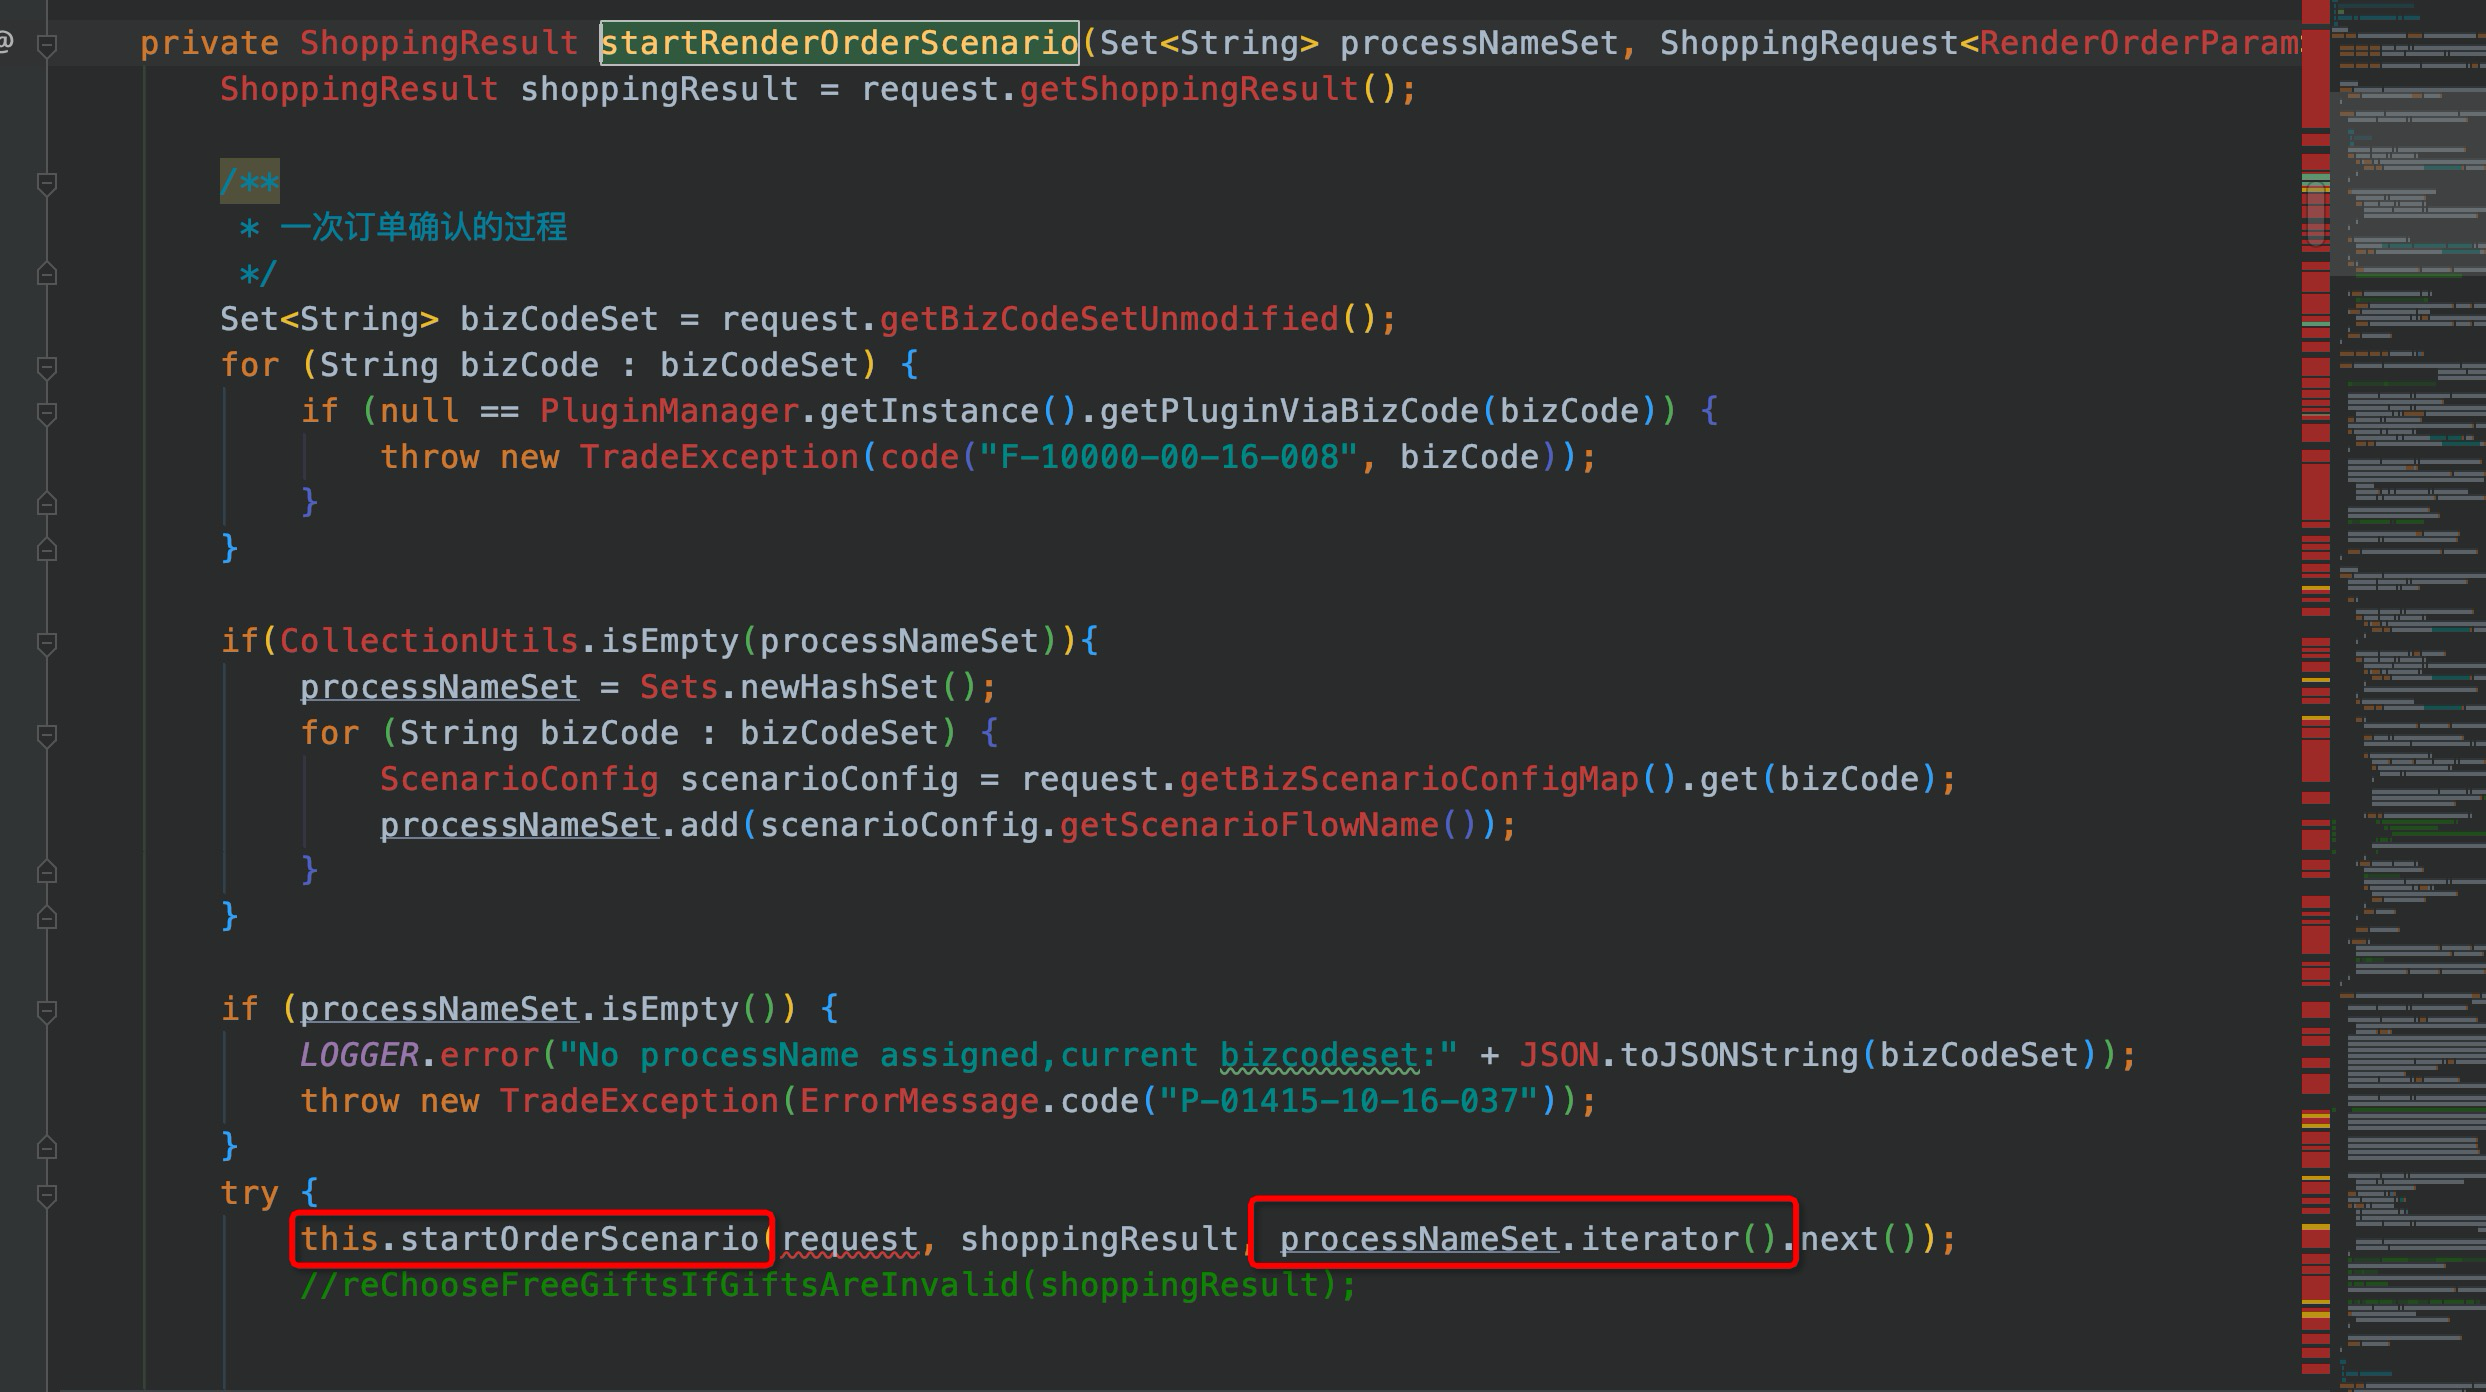 @
private ShoppingResult startRenderOrderScenario(Set<String> processNameSet, ShoppingRequest<RenderOrderParam
ShoppingResult shoppingResult = request.getShoppingResult();
/**
* 一次订单确认的过程
*/
Set<String> bizCodeSet = request.getBizCodeSetUnmodified();
for (String bizCode : bizCodeSet) {
if (null == PluginManager.getInstance().getPluginViaBizCode(bizCode)) {
throw new TradeException(code("F-10000-00-16-008", bizCode));
}
}
if(CollectionUtils.isEmpty(processNameSet)){
processNameSet = Sets.newHashSet();
for (String bizCode : bizCodeSet) {
ScenarioConfig scenarioConfig = request.getBizScenarioConfigMap().get(bizCode);
processNameSet.add(scenarioConfig.getScenarioFlowName());
}
}
if (processNameSet.isEmpty()) {
LOGGER.error("No processName assigned,current bizcodeset:" + JSON.toJSONString(bizCodeSet));
throw new TradeException(ErrorMessage.code("P-01415-10-16-037"));
}
try {
this.startOrderScenario(request, shoppingResult, processNameSet.iterator().next());
//reChooseFreeGiftsIfGiftsAreInvalid(shoppingResult);